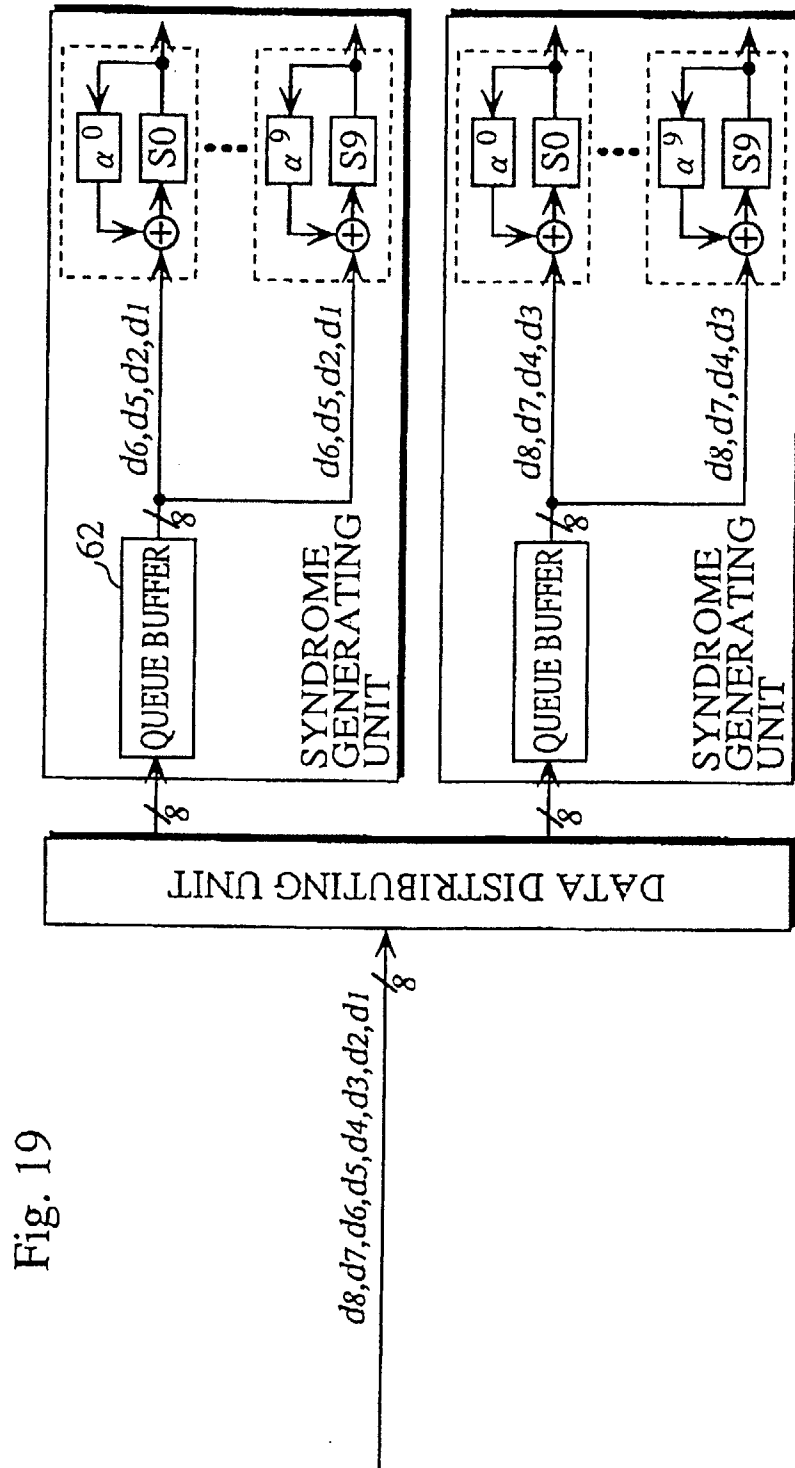 Fig. 19
d8,d7,d6,d5,d4,d3,d2,d1
8
DATA DISTRIBUTING UNIT
8
QUEUE BUFFER
62
8
SYNDROME
GENERATING
UNIT
d6,d5,d2,d1
α0
S0
d6,d5,d2,d1
α9
S9
8
QUEUE BUFFER
8
SYNDROME
GENERATING
UNIT
d8,d7,d4,d3
α0
S0
d8,d7,d4,d3
α9
S9